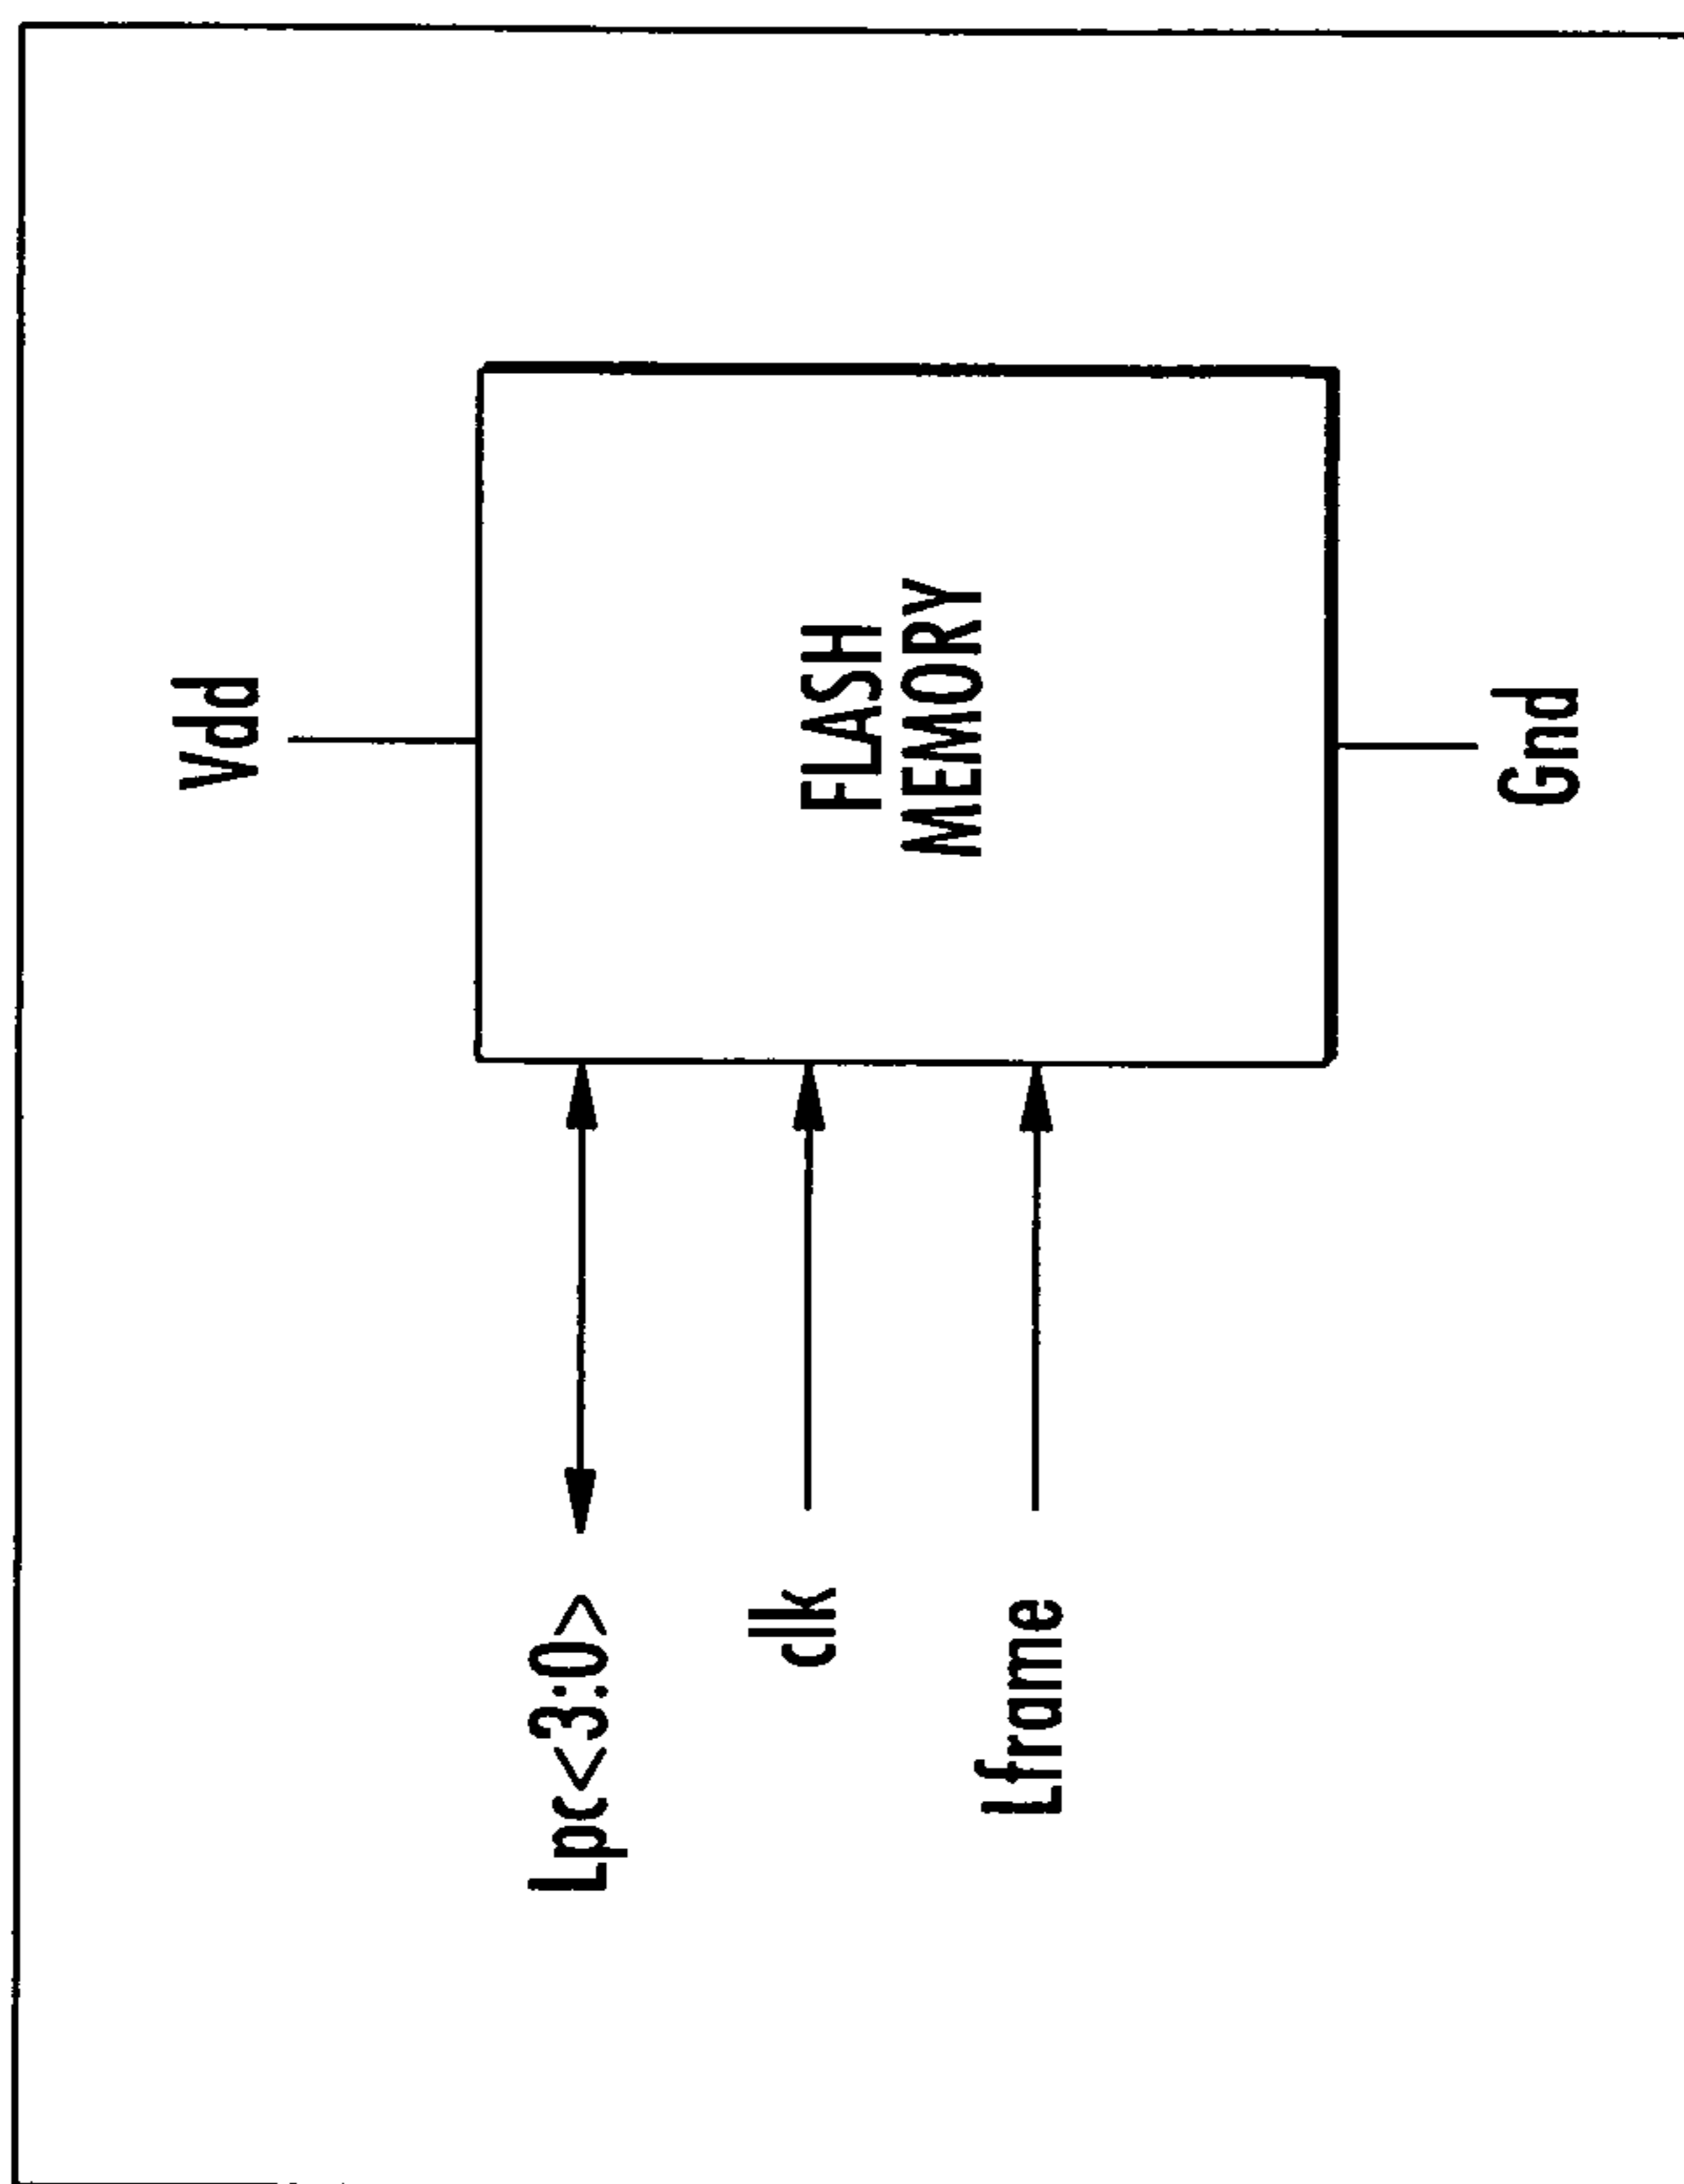 Vdd
Lpc<3:0>
clk
FLASH
MEMORY
Lframe
Gnd